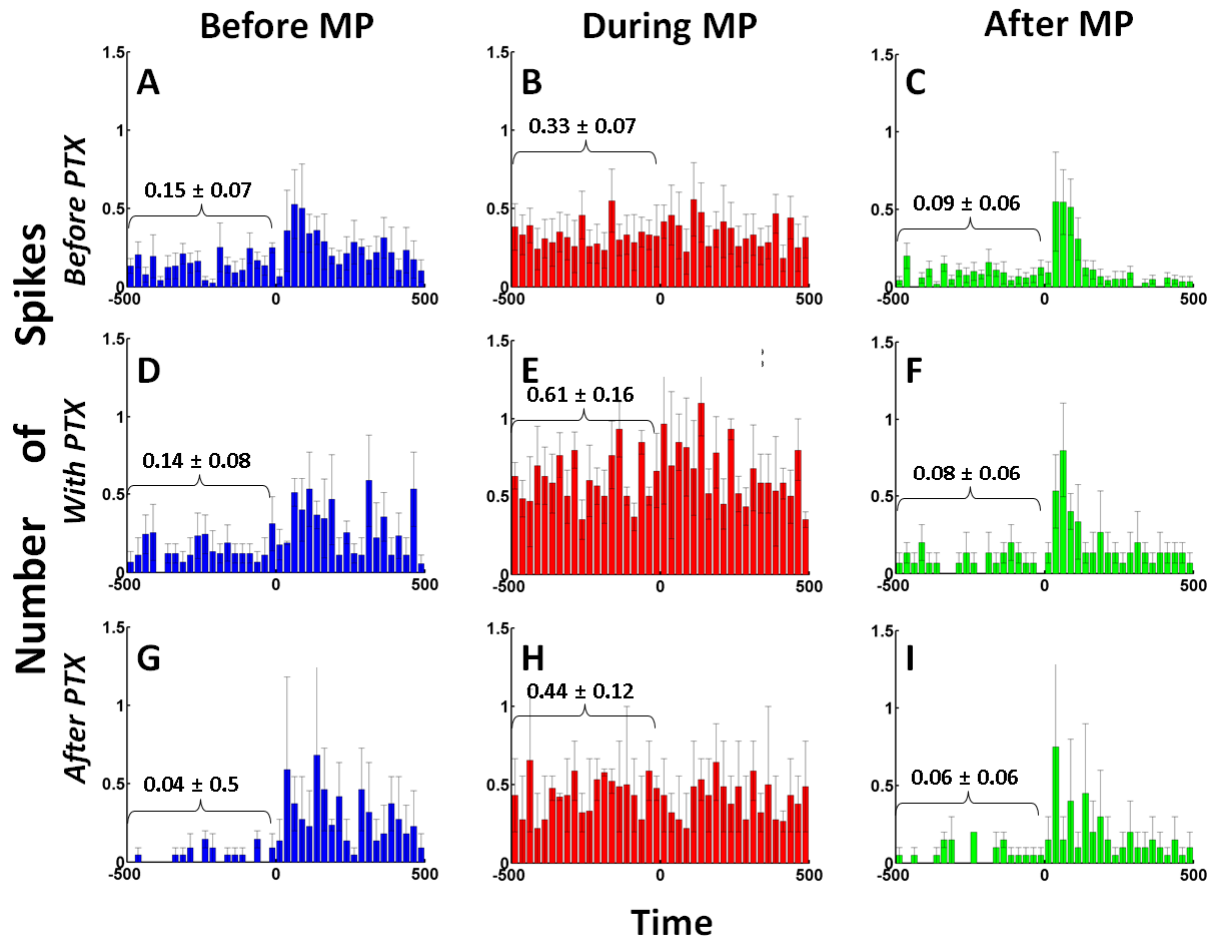 Before MP
During MP
After MP
Number of Spikes
Before PTX
1.5
1
0.5
0
-500
0
500
A
0.15 ± 0.07
1.5
1
0.5
0
-500
0
500
B
0.33 ± 0.07
1.5
1
0.5
0
-500
0
500
C
0.09 ± 0.06
With PTX
1.5
1
0.5
0
-500
0
500
D
0.14 ± 0.08
1.5
1
0.5
0
-500
0
500
E
0.61 ± 0.16
1.5
1
0.5
0
-500
0
500
F
0.08 ± 0.06
After PTX
1.5
1
0.5
0
-500
0
500
G
0.04 ± 0.5
1.5
1
0.5
0
-500
0
500
H
0.44 ± 0.12
1.5
1
0.5
0
-500
0
500
I
0.06 ± 0.06
Time